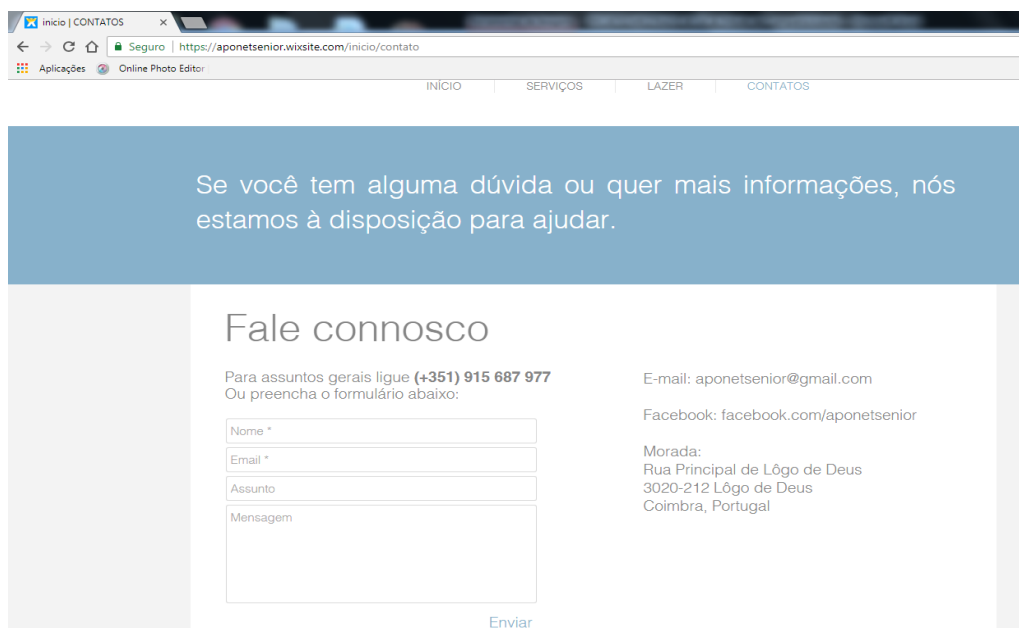 inicio | CONTATOS
Seguro
https://aponetsenior.wixsite.com/inicio/contato
Aplicações
Online Photo Editor
INÍCIO
SERVIÇOS
LAZER
CONTATOS
Se você tem alguma dúvida ou quer mais informações, nós
estamos à disposição para ajudar.
Fale connosco
Para assuntos gerais ligue (+351) 915 687 977
Ou preencha o formulário abaixo:
Nome *
Email *
Assunto
Mensagem
Enviar
E-mail: aponetsenior@gmail.com
Facebook: facebook.com/aponetsenior
Morada:
Rua Principal de Lôgo de Deus
3020-212 Lôgo de Deus
Coimbra, Portugal